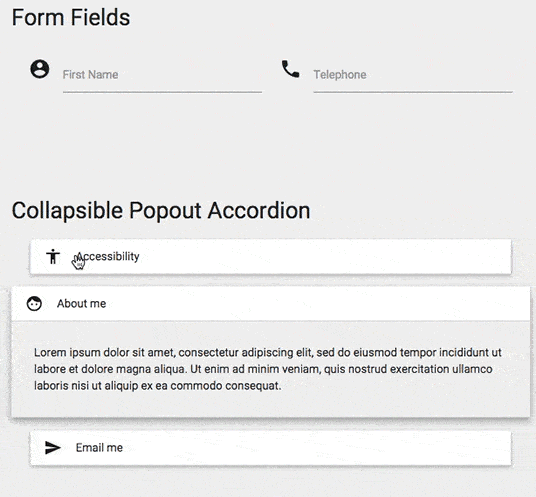 Form Fields
First Name
Telephone
Collapsible Popout Accordion
Accessibility
About me
Lorem ipsum dolor sit amet, consectetur adipiscing elit, sed do eiusmod tempor incididunt ut
labore et dolore magna aliqua. Ut enim ad minim veniam, quis nostrud exercitation ullamco
laboris nisi ut aliquip ex ea commodo consequat.
Email me